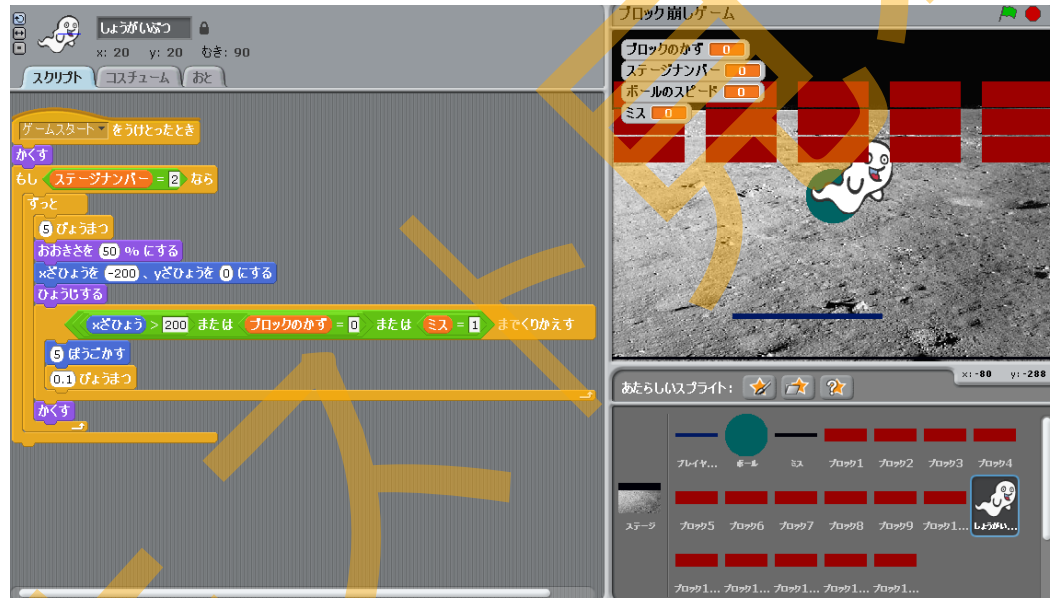 しょうがいぶつ
x: 20 y: 20 むき: 90
スクリプト コスチューム おと
ゲームスタート をうけとったとき
かくす
もし ステージナンバー = 2 なら
ずっと
5 びょうまつ
おおきさを 50 % にする
xざひょうを -200 、yざひょうを 0 にする
ひょうじする
xざひょう > 200 または ブロックのかず = 0 または ミス = 1 までくりかえす
5 ほうごかす
0.1 びょうまつ
かくす
ブロック崩しゲーム
ブロックのかず 0
ステージナンバー 0
ボールのスピード 0
ミス 0
x: -80 y: -288
あたらしいスプライト:
プレイヤ... ボール ミス ブロック1 ブロック2 ブロック3 ブロック4
ステージ ブロック5 ブロック6 ブロック7 ブロック8 ブロック9 ブロック1... しょうがい...
ブロック1... ブロック1... ブロック1... ブロック1... ブロック1...